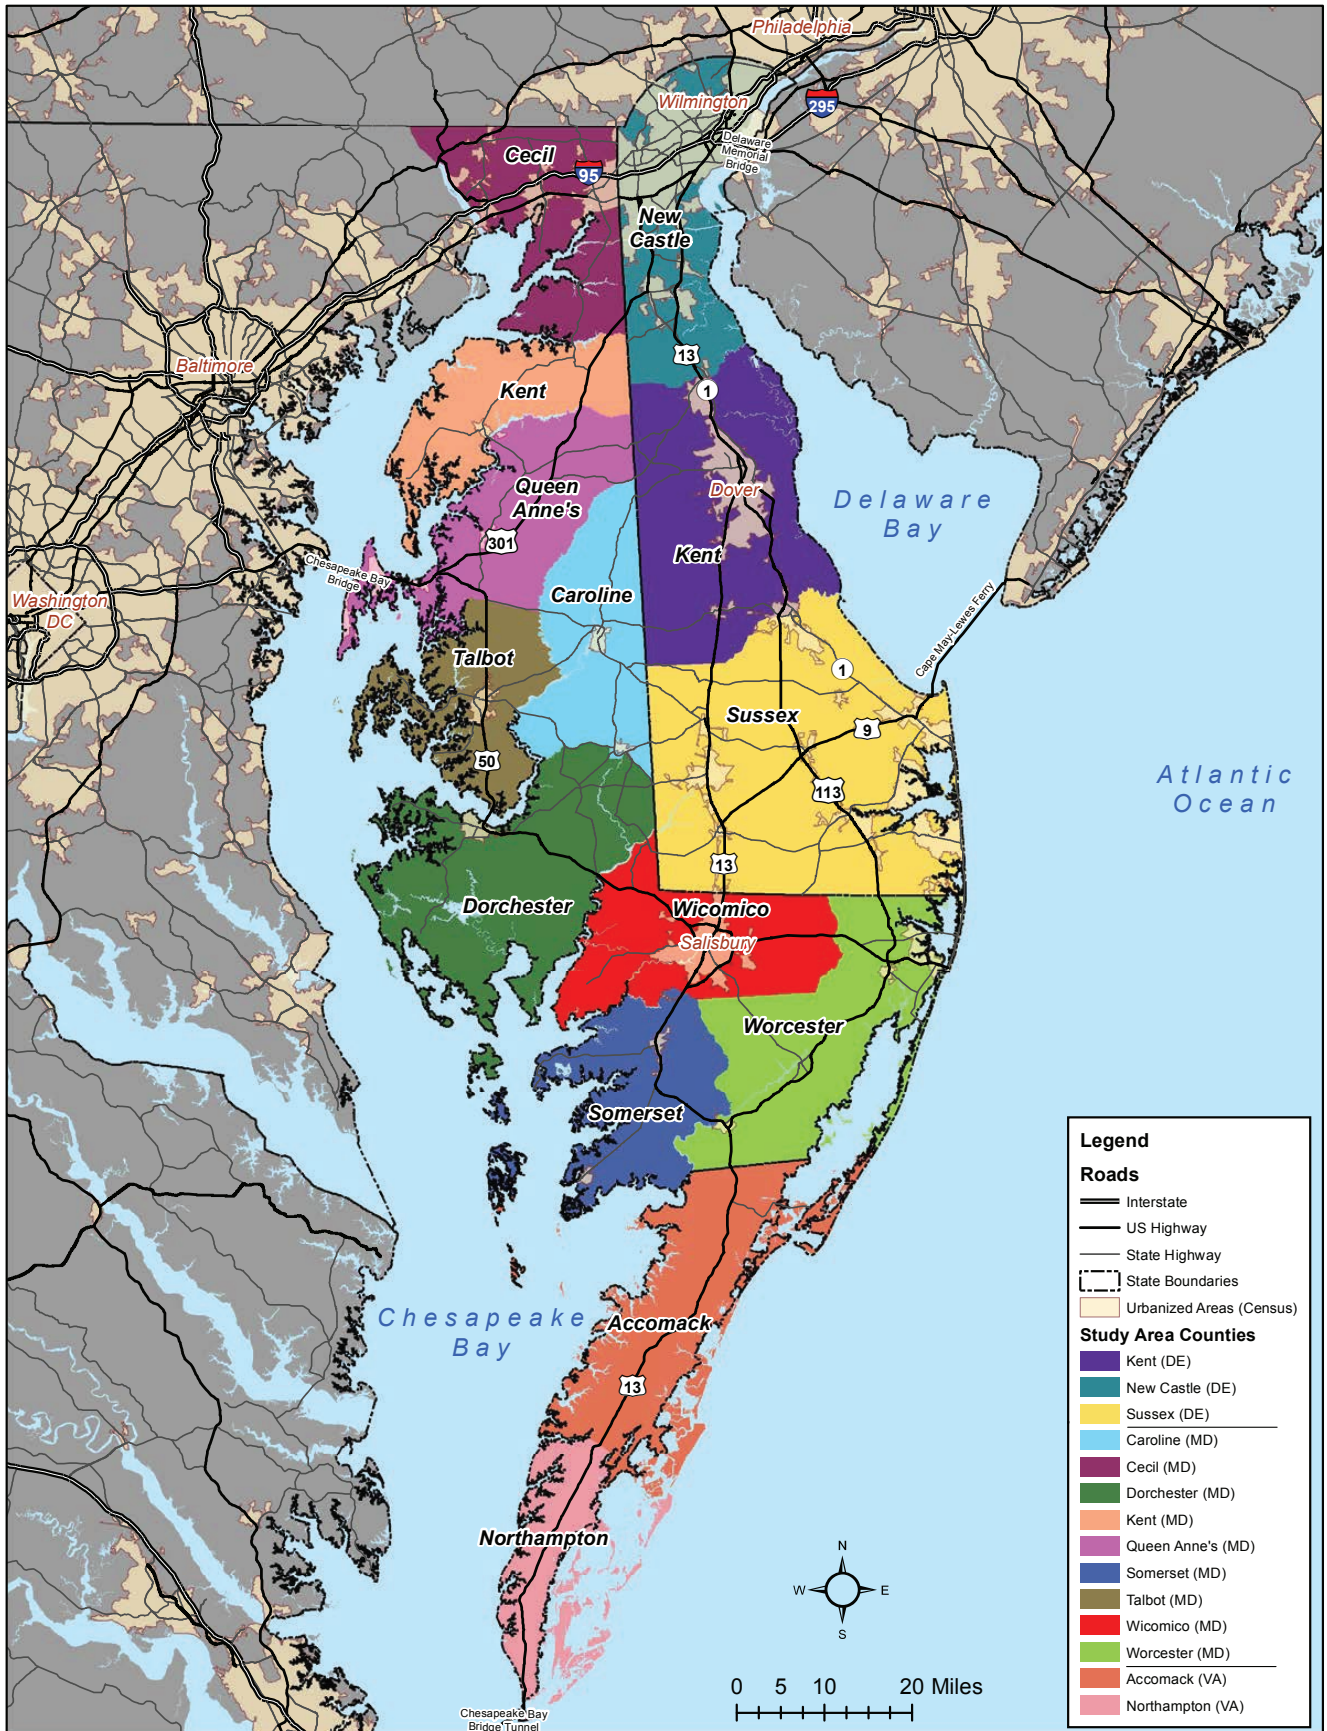 Philadelphia
Wilmington
295
Delaware
Memorial
Bridge
Cecil
95
New
Castle
13
Baltimore
Kent
1
Queen
Anne's
Dover
Delaware
Bay
301
Kent
Chesapeake Bay
Bridge
Caroline
Washington
DC
Cape May-Lewes Ferry
Talbot
1
Sussex
9
50
113
Atlantic
Ocean
13
Dorchester
Wicomico
Salisbury
Worcester
Somerset
Chesapeake
Bay
Accomack
13
Northampton
Chesapeake Bay
Bridge Tunnel
N
W
E
S
0 5 10 20 Miles
Legend
Roads
Interstate
US Highway
State Highway
State Boundaries
Urbanized Areas (Census)
Study Area Counties
Kent (DE)
New Castle (DE)
Sussex (DE)
Caroline (MD)
Cecil (MD)
Dorchester (MD)
Kent (MD)
Queen Anne's (MD)
Somerset (MD)
Talbot (MD)
Wicomico (MD)
Worcester (MD)
Accomack (VA)
Northampton (VA)